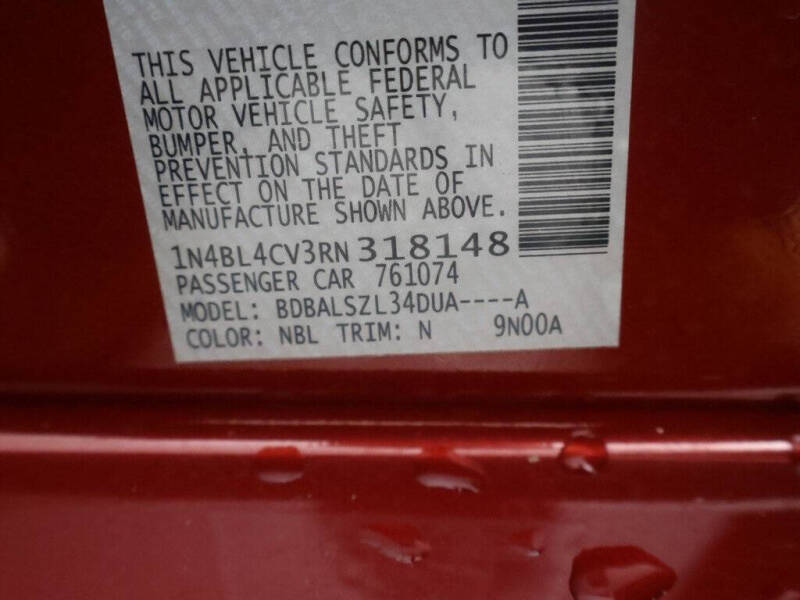 THIS VEHICLE CONFORMS TO
ALL APPLICABLE FEDERAL
MOTOR VEHICLE SAFETY,
BUMPER, AND THEFT
PREVENTION STANDARDS IN
EFFECT ON THE DATE OF
MANUFACTURE SHOWN ABOVE.
1N4BL4CV3RN318148
PASSENGER CAR 761074
MODEL: BDBALSZL34DUA----A
COLOR: NBL TRIM: N 9N00A